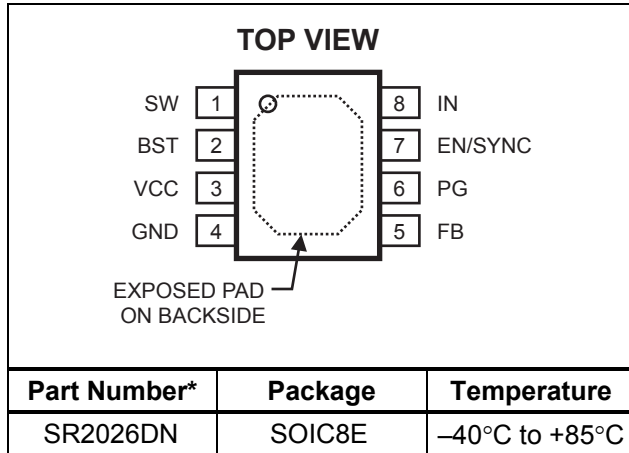 TOP VIEW
SW 1 8 IN
BST 2 7 EN/SYNC
VCC 3 6 PG
GND 4 5 FB
EXPOSED PAD
ON BACKSIDE
Part Number* Package Temperature
SR2026DN SOIC8E –40°C to +85°C